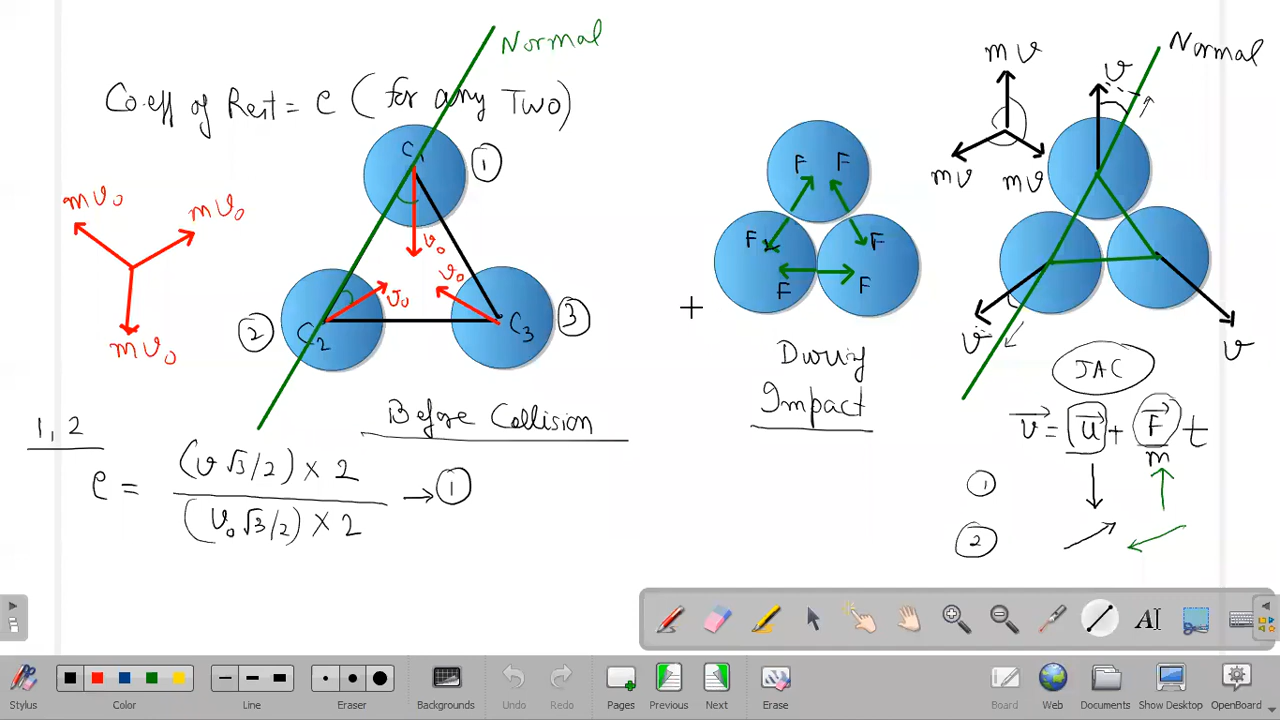 Normal
Co.eff of Rest = e (for any Two)
C1
1
mv₀
mv₀
mv₀
v₀
v₀
v₀
2
C2
C3
3
Before Collision
1, 2
e = (v√3/2) × 2 / (v₀√3/2) × 2 → 1
+
F F
F F
F F
During
Impact
Normal
mv
mv mv
v
v
v
JAC
v = u + F/m t
1
2
Stylus
Color
Line
Eraser
Backgrounds
Undo
Redo
Pages
Previous
Next
Erase
Board
Web
Documents
Show Desktop
OpenBoard